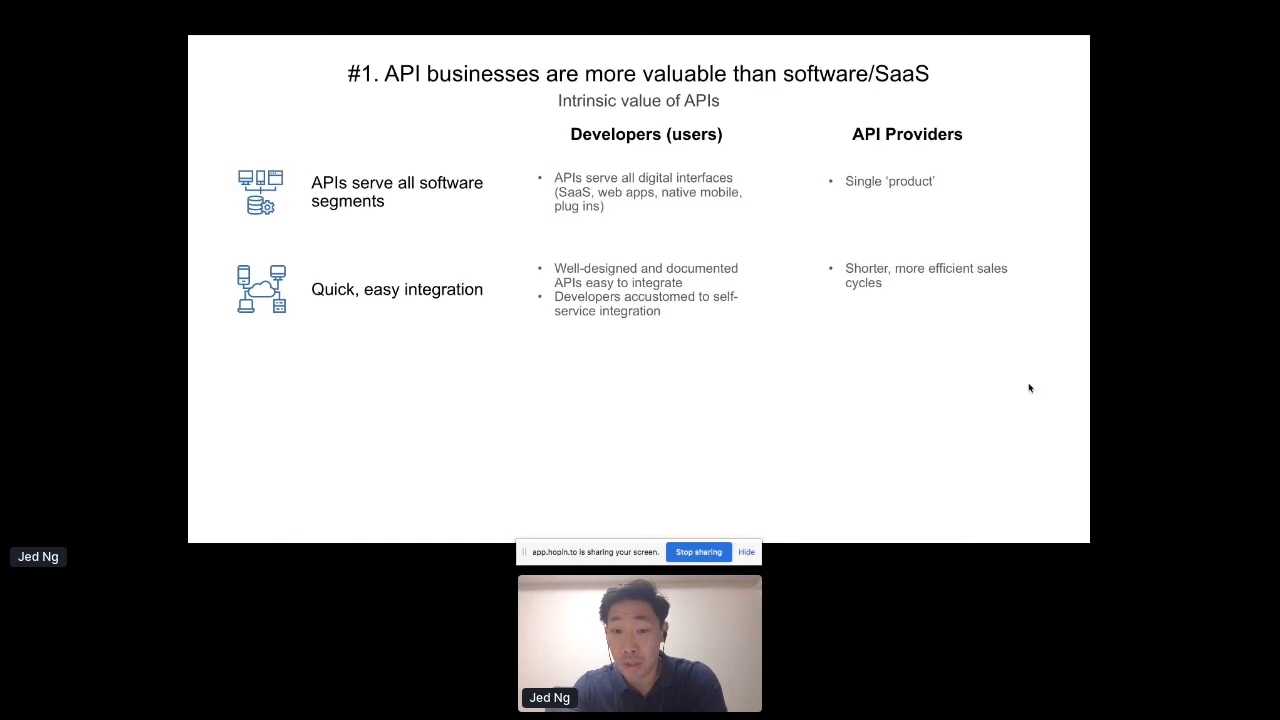 #1. API businesses are more valuable than software/SaaS
Intrinsic value of APIs
Developers (users)
API Providers
APIs serve all software
segments
• APIs serve all digital interfaces
(SaaS, web apps, native mobile,
plug ins)
• Single ‘product’
Quick, easy integration
• Well-designed and documented
APIs easy to integrate
• Developers accustomed to self-
service integration
• Shorter, more efficient sales
cycles
Jed Ng
app.hopin.to is sharing your screen.
Stop sharing
Hide
Jed Ng